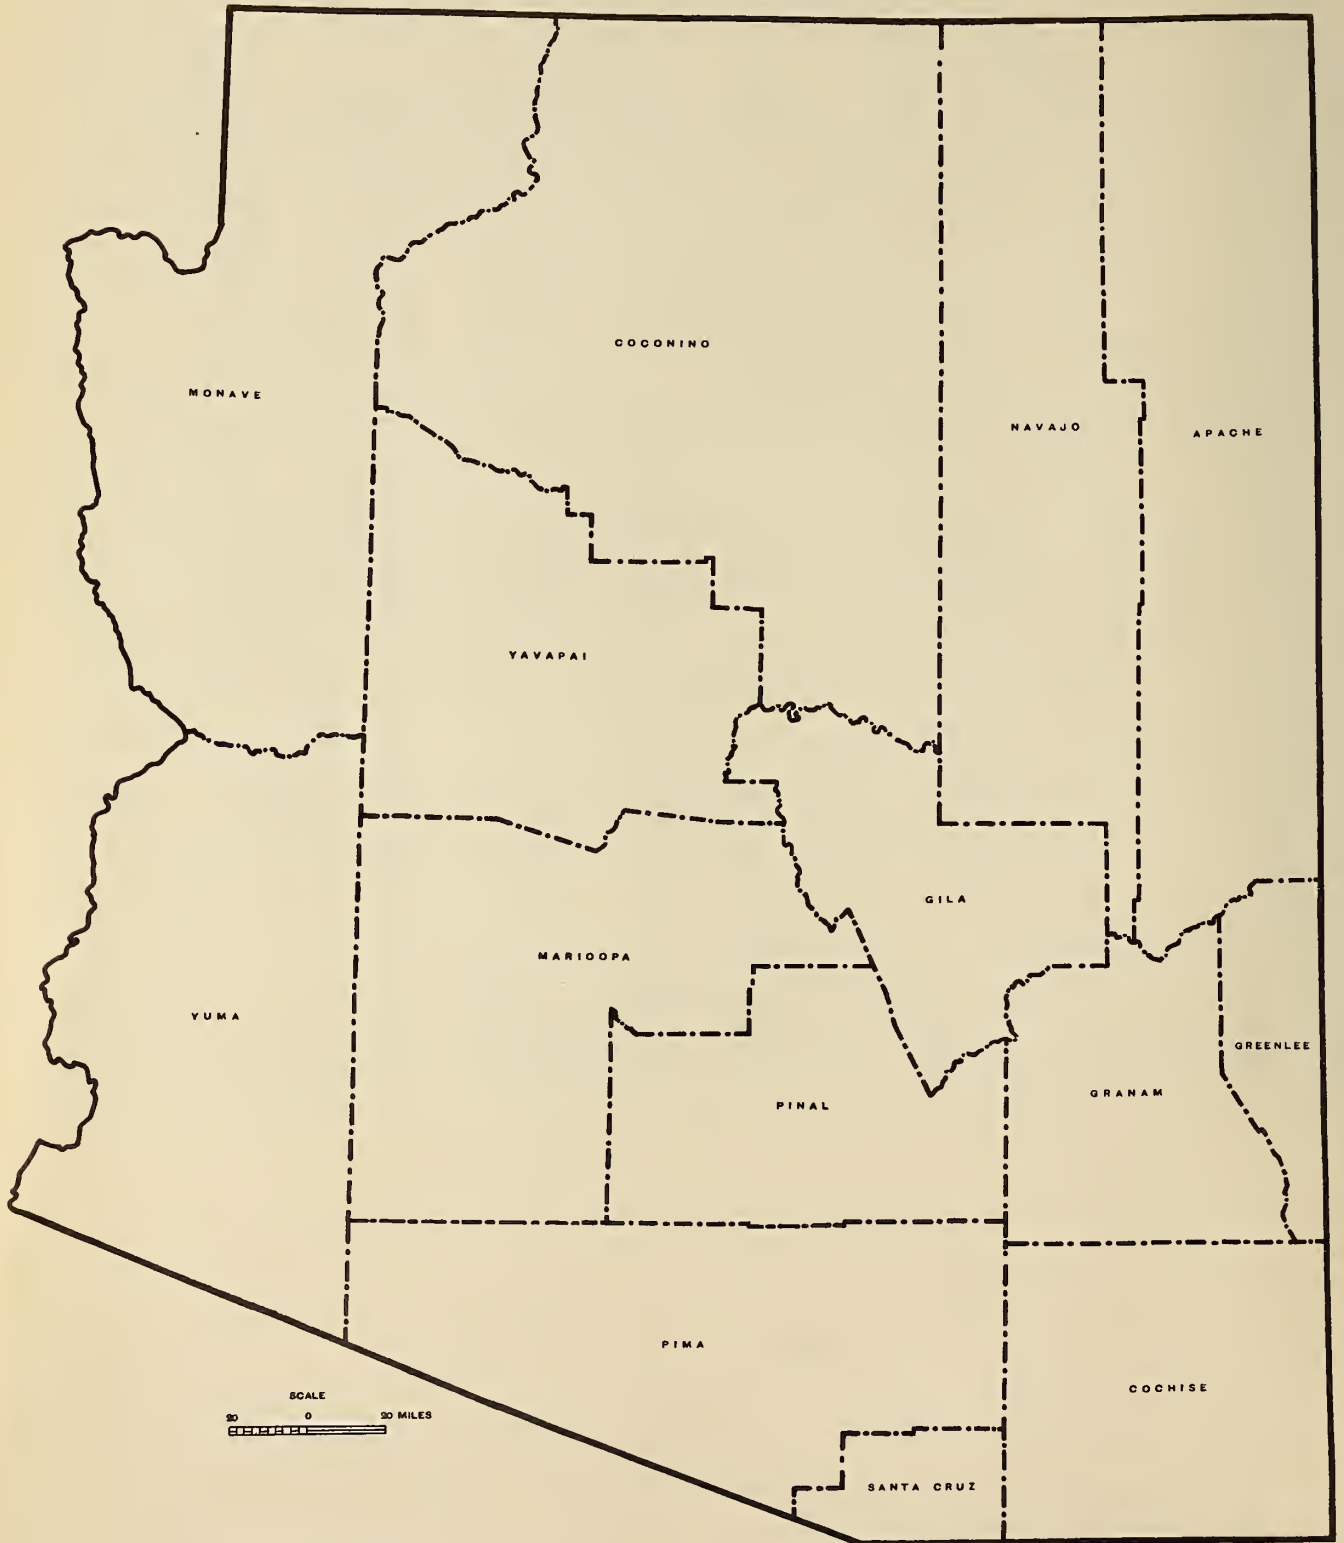 COCONINO
MONAVE
NAVAJO
APACHE
YAVAPAI
GILA
MARICOPA
YUMA
GREENLEE
GRANAM
PINAL
PIMA
COCHISE
SCALE
20 0 20 MILES
SANTA CRUZ